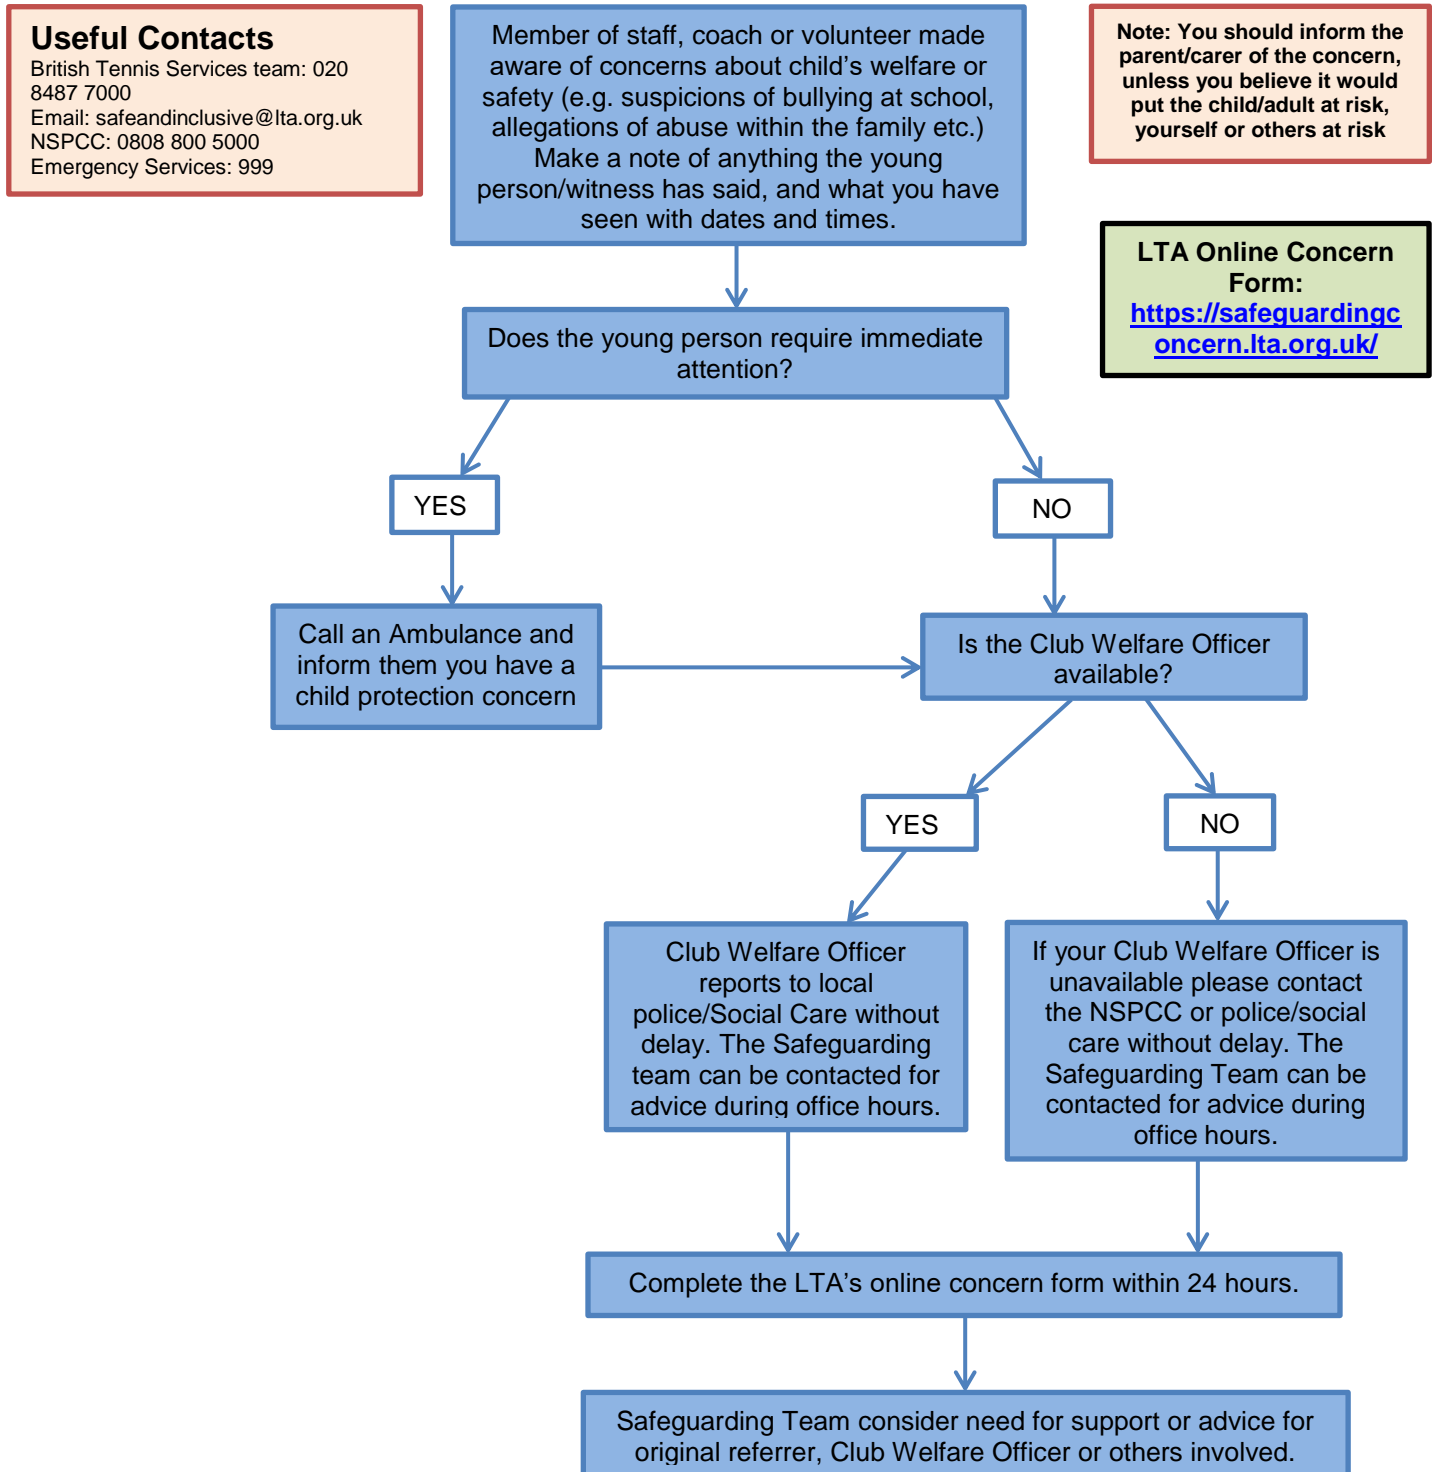 Useful Contacts
British Tennis Services team: 020
8487 7000
Email: safeandinclusive@lta.org.uk
NSPCC: 0808 800 5000
Emergency Services: 999
Member of staff, coach or volunteer made
aware of concerns about child’s welfare or
safety (e.g. suspicions of bullying at school,
allegations of abuse within the family etc.)
Make a note of anything the young
person/witness has said, and what you have
seen with dates and times.
Note: You should inform the
parent/carer of the concern,
unless you believe it would
put the child/adult at risk,
yourself or others at risk
LTA Online Concern
Form:
https://safeguardingc
oncern.lta.org.uk/
Does the young person require immediate
attention?
YES
NO
Call an Ambulance and
inform them you have a
child protection concern
Is the Club Welfare Officer
available?
YES
NO
Club Welfare Officer
reports to local
police/Social Care without
delay. The Safeguarding
team can be contacted for
advice during office hours.
If your Club Welfare Officer is
unavailable please contact
the NSPCC or police/social
care without delay. The
Safeguarding Team can be
contacted for advice during
office hours.
Complete the LTA’s online concern form within 24 hours.
Safeguarding Team consider need for support or advice for
original referrer, Club Welfare Officer or others involved.